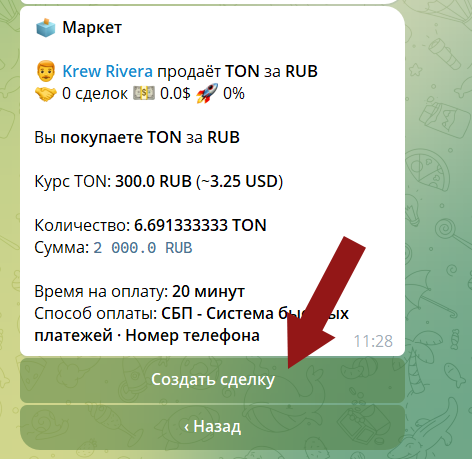 Маркет
Krew Rivera продаёт TON за RUB
0 сделок 0.0$ 0%
Вы покупаете TON за RUB
Курс TON: 300.0 RUB (~3.25 USD)
Количество: 6.691333333 TON
Сумма: 2 000.0 RUB
Время на оплату: 20 минут
Способ оплаты: СБП - Система быстрых
платежей · Номер телефона
11:28
Создать сделку
‹ Назад